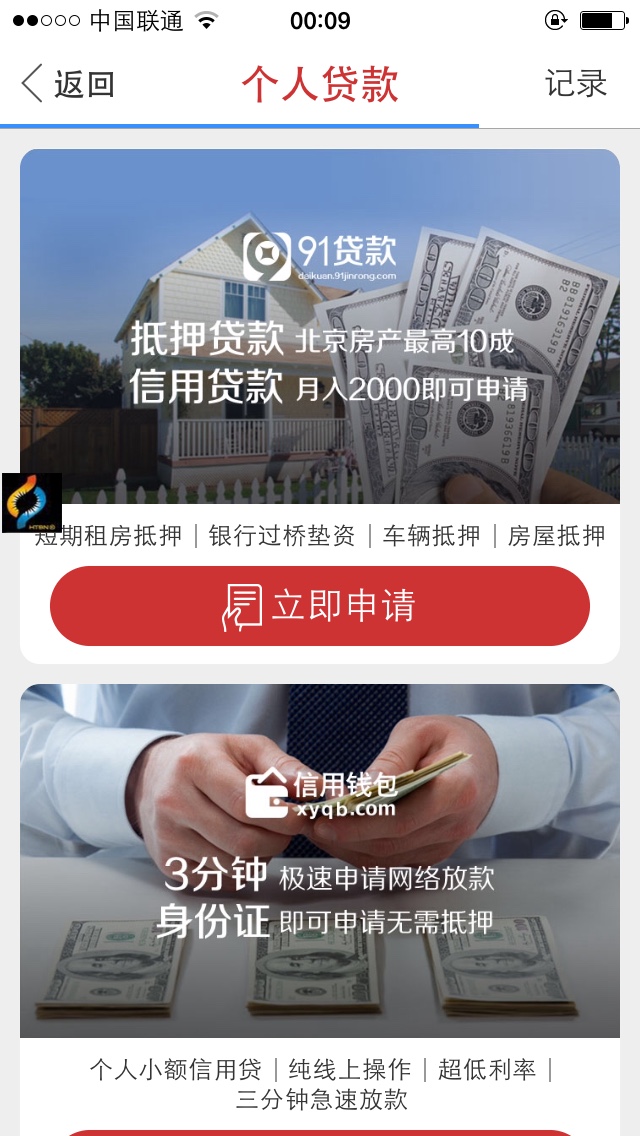 中国联通
00:09
返回
个人贷款
记录
91贷款
daikuan.91jinrong.com
抵押贷款 北京房产最高10成
信用贷款 月入2000即可申请
HTBN
短期租房抵押｜银行过桥垫资｜车辆抵押｜房屋抵押
立即申请
信用钱包
xyqb.com
3分钟 极速申请网络放款
身份证 即可申请无需抵押
个人小额信用贷｜纯线上操作｜超低利率｜
三分钟急速放款